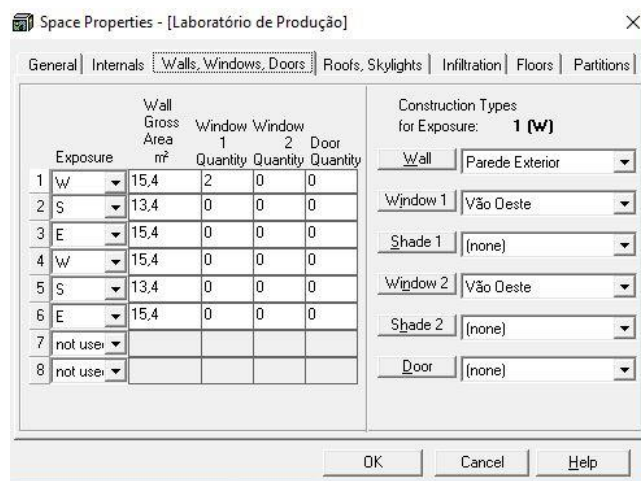 Space Properties - [Laboratório de Produção]
General Internals Walls, Windows, Doors Roofs, Skylights Infiltration Floors Partitions
Exposure Wall Gross Area m² Window 1 Quantity Window 2 Quantity Door Quantity
1 W 15,4 2 0 0
2 S 13,4 0 0 0
3 E 15,4 0 0 0
4 W 15,4 0 0 0
5 S 13,4 0 0 0
6 E 15,4 0 0 0
7 not use
8 not use
Construction Types
for Exposure: 1 (W)
Wall Parede Exterior
Window 1 Vão Oeste
Shade 1 (none)
Window 2 Vão Oeste
Shade 2 (none)
Door (none)
OK Cancel Help